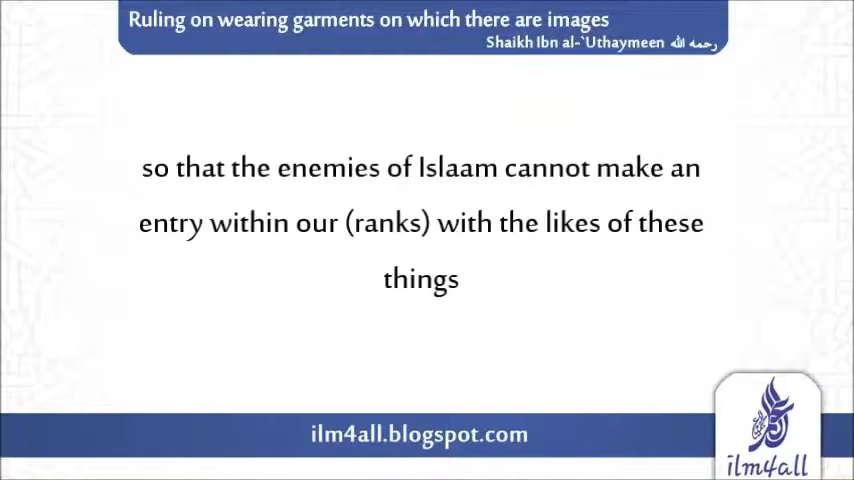 Ruling on wearing garments on which there are images
Shaikh Ibn al-`Uthaymeen رحمه الله
so that the enemies of Islaam cannot make an
entry within our (ranks) with the likes of these
things
ilm4all.blogspot.com
ilm4all